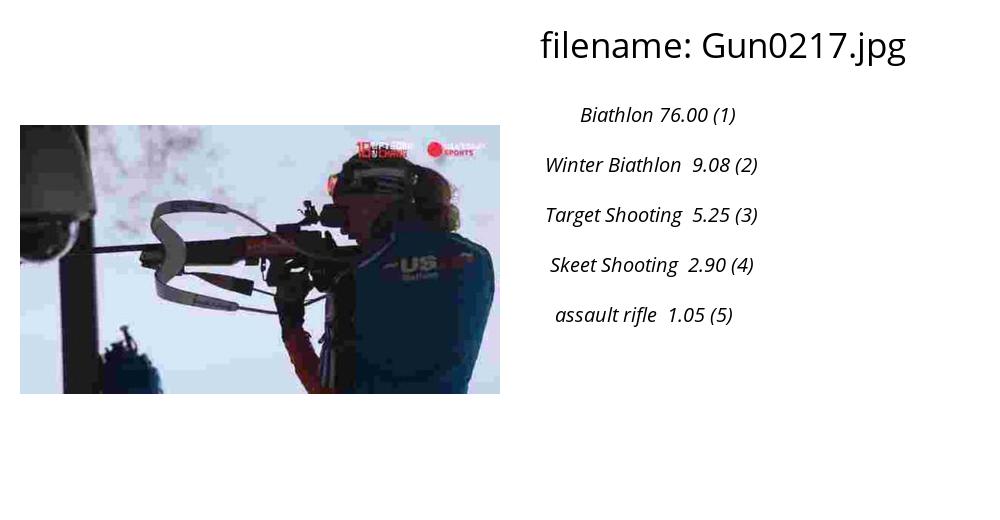 filename: Gun0217.jpg
Biathlon 76.00 (1)
Winter Biathlon 9.08 (2)
Target Shooting 5.25 (3)
Skeet Shooting 2.90 (4)
assault rifle 1.05 (5)
SPORTS
US